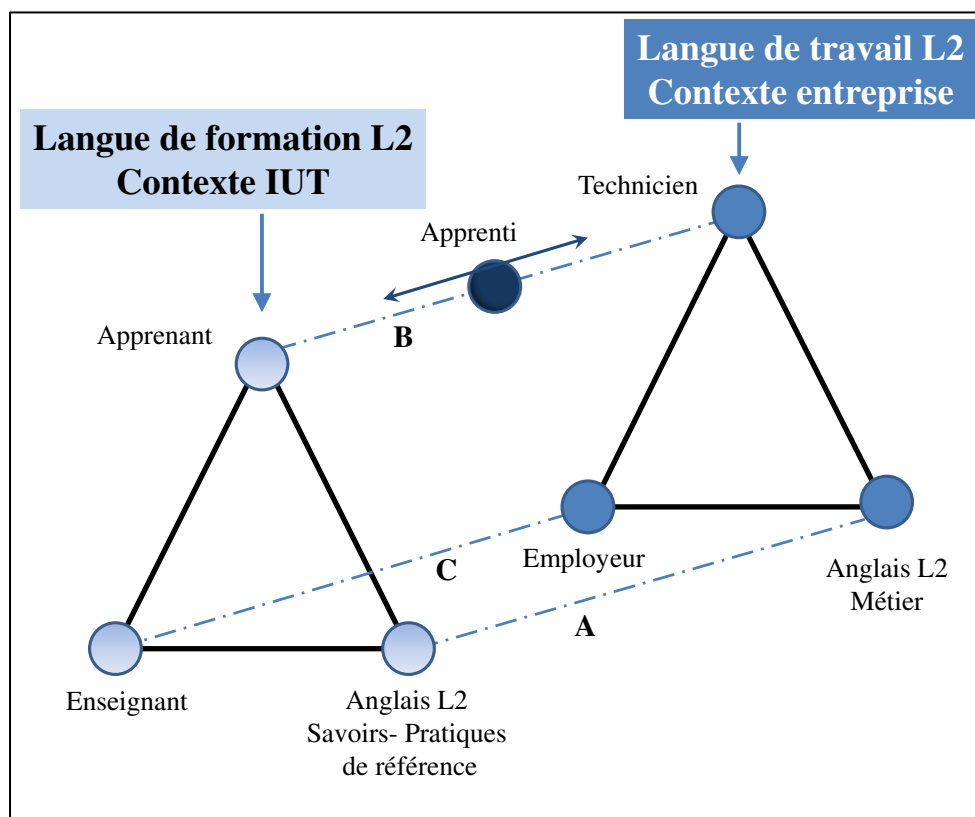 Langue de travail L2
Contexte entreprise
Langue de formation L2
Contexte IUT
Technicien
Apprenti
Apprenant
B
Employeur
C
A
Anglais L2
Métier
Enseignant
Anglais L2
Savoirs- Pratiques
de référence